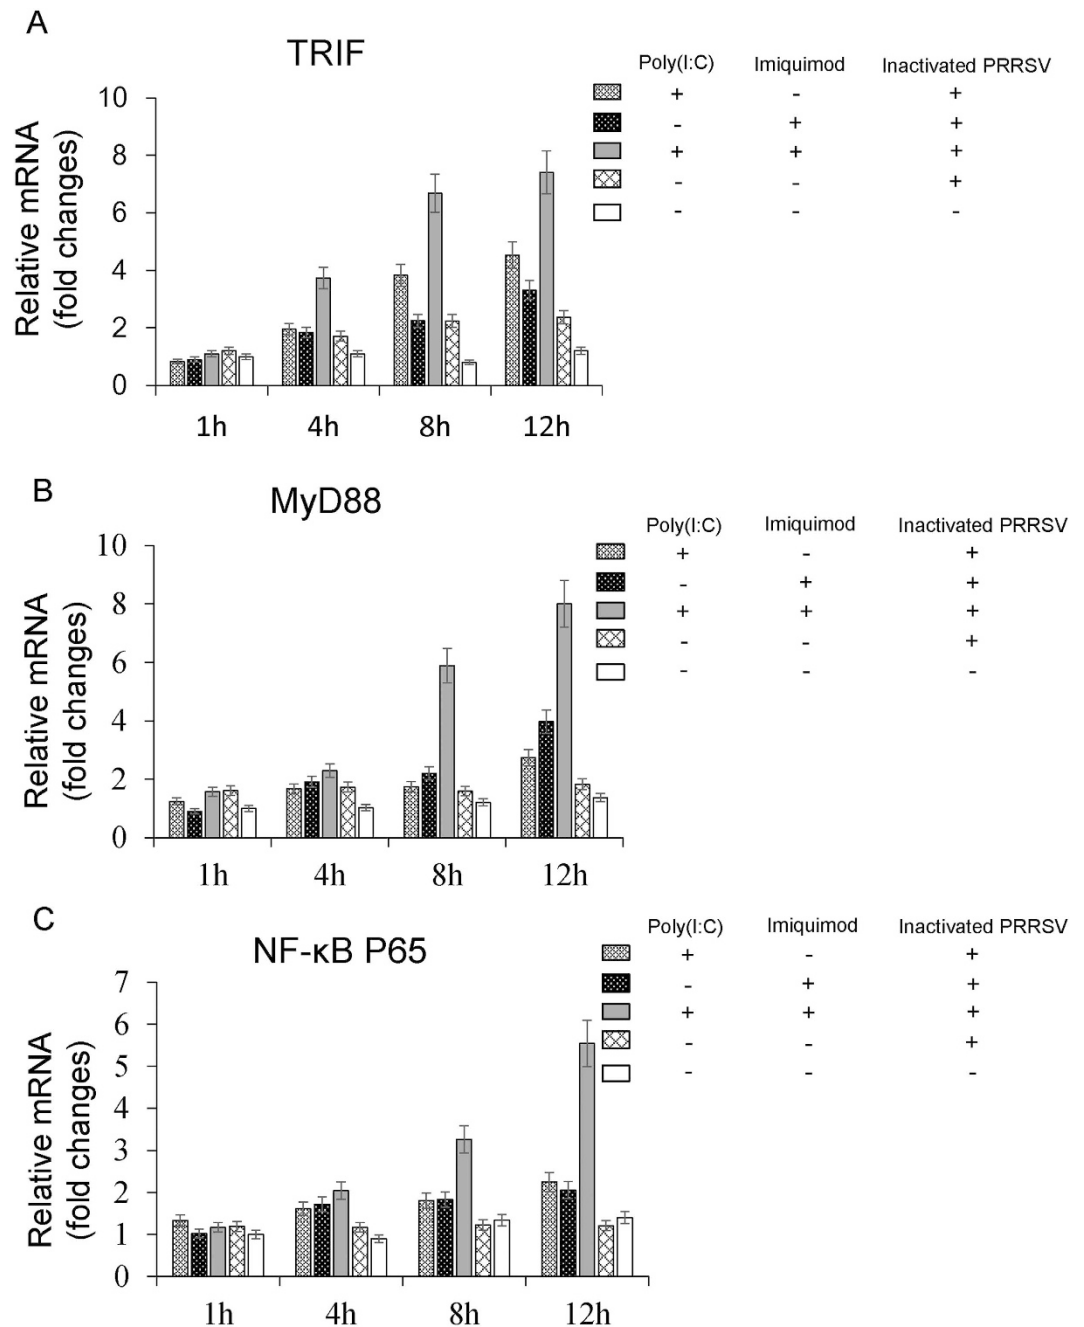 A
TRIF
Poly(I:C) Imiquimod Inactivated PRRSV
+ - +
- + +
+ + +
- - +
- - -
Relative mRNA
(fold changes)
10
8
6
4
2
0
1h 4h 8h 12h
B
MyD88
Poly(I:C) Imiquimod Inactivated PRRSV
+ - +
- + +
+ + +
- - +
- - -
Relative mRNA
(fold changes)
10
8
6
4
2
0
1h 4h 8h 12h
C
NF-κB P65
Poly(I:C) Imiquimod Inactivated PRRSV
+ - +
- + +
+ + +
- - +
- - -
Relative mRNA
(fold changes)
7
6
5
4
3
2
1
0
1h 4h 8h 12h